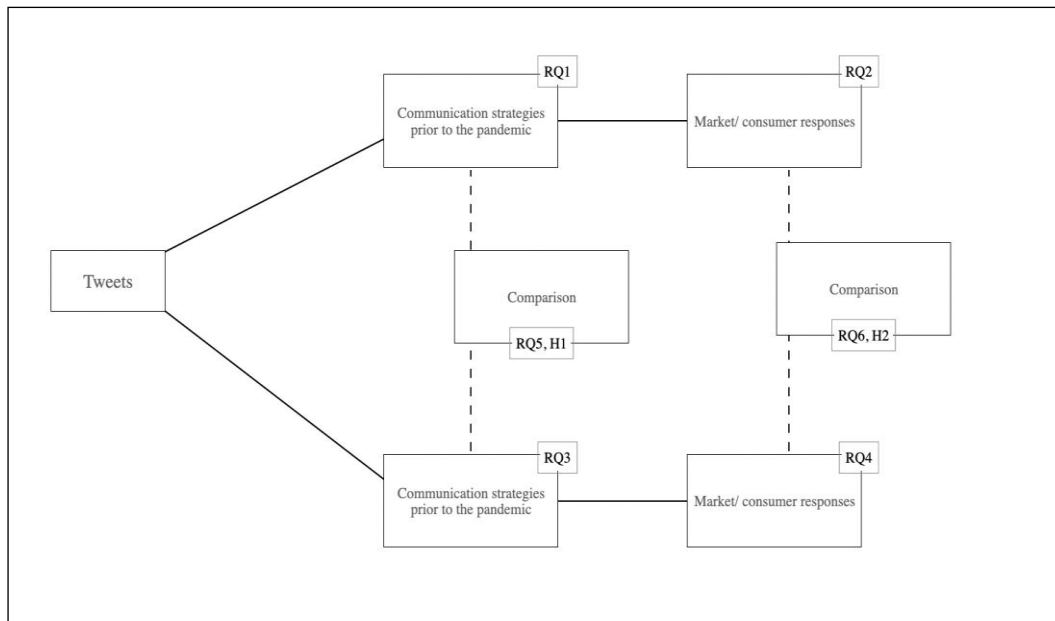 RQ1
Communication strategies
prior to the pandemic
RQ2
Market/ consumer responses
Tweets
Comparison
RQ5, H1
Comparison
RQ6, H2
RQ3
Communication strategies
prior to the pandemic
RQ4
Market/ consumer responses